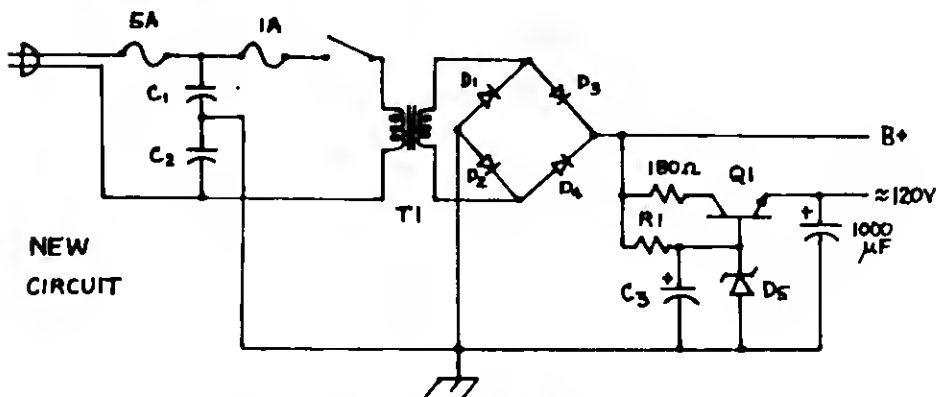 5A
1A
C1
C2
T1
D1
D3
D2
D4
B+
180Ω
Q1
≈120V
R1
+
1000
μF
C3
+
D5
NEW
CIRCUIT